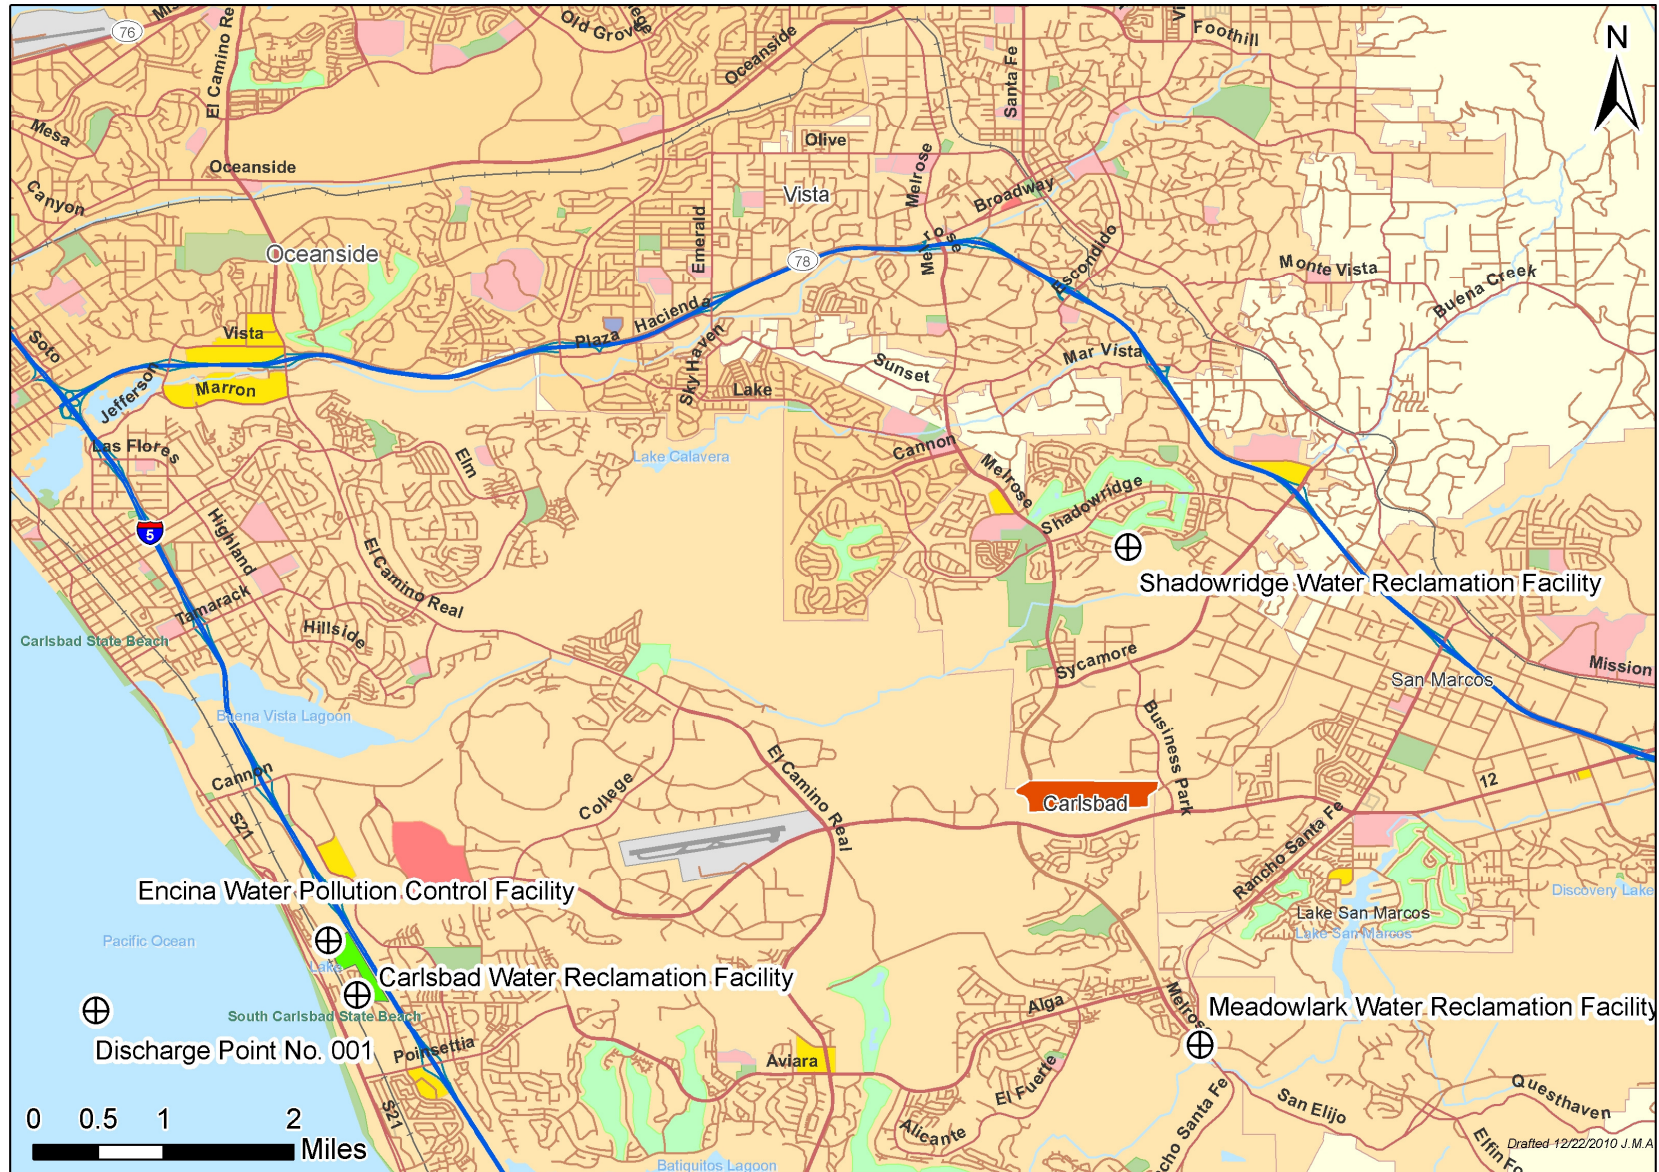 76
El Camino Re
Old Grove
Oceanside
Santa Fe
Foothill
N
Mesa
Oceanside
Olive
Melrose
Canyon
Vista
Broadway
Emerald
Oceanside
78
Melrose
Escondido
Monte Vista
Buena Creek
Soto
Vista
Plaza
Hacienda
Sky Haven
Mar Vista
Sunset
Jefferson
Marron
Lake
Las Flores
Elm
Lake Calavera
Cannon
Melrose
Shadowridge
5
Highland
El Camino Real
Shadowridge Water Reclamation Facility
Tamarack
Hillside
Carlsbad State Beach
Sycamore
Mission
San Marcos
Buena Vista Lagoon
Business Park
Cannon
College
El Camino Real
12
Carlsbad
S21
Rancho Santa Fe
Encina Water Pollution Control Facility
Discovery Lake
Lake San Marcos
Lake San Marcos
Pacific Ocean
Lake
Carlsbad Water Reclamation Facility
Alga
Melrose
Meadowlark Water Reclamation Facility
South Carlsbad State Beach
Discharge Point No. 001
Poinsettia
Aviara
El Fuerte
Questhaven
San Elijo
S21
Alicante
cho Santa Fe
Elfin Fo
0 0.5 1 2
Miles
Drafted 12/22/2010 J.M.A
Batiquitos Lagoon